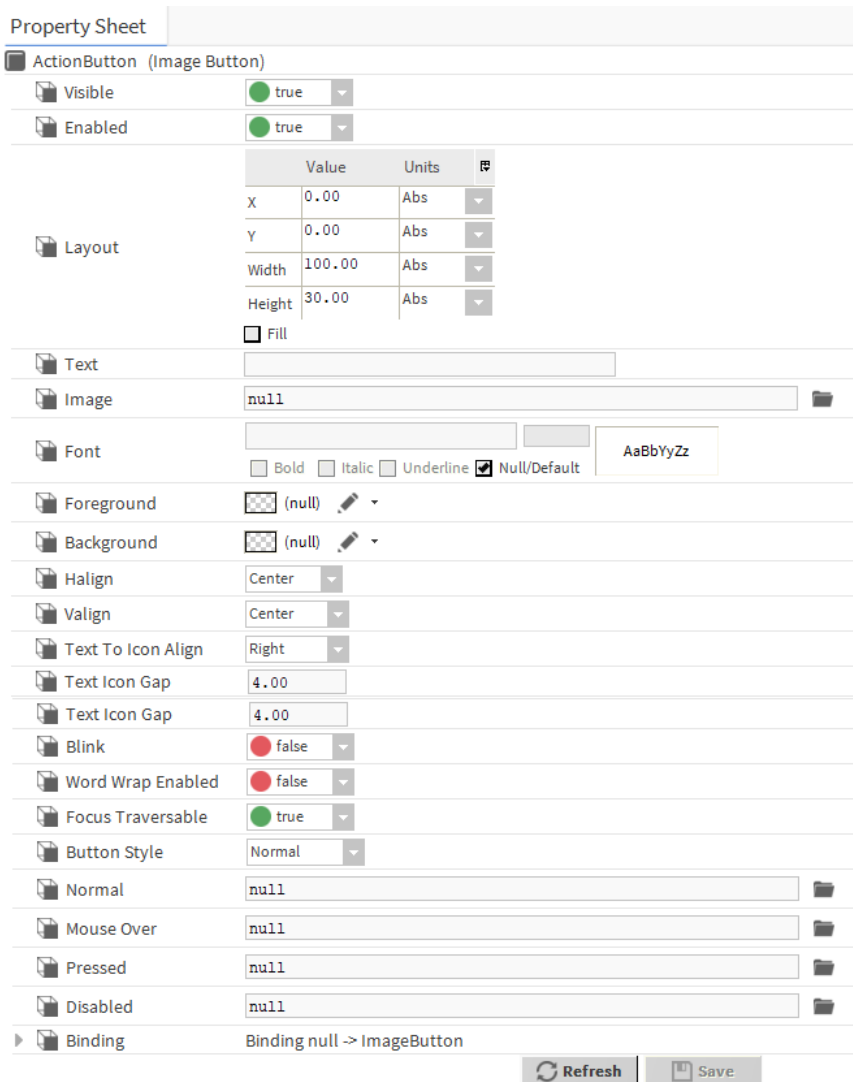 Property Sheet
ActionButton (Image Button)
Visible true
Enabled true
Value Units
X 0.00 Abs
Y 0.00 Abs
Layout
Width 100.00 Abs
Height 30.00 Abs
Fill
Text
Image null
Font AaBbYyZz
Bold Italic Underline Null/Default
Foreground (null)
Background (null)
Halign Center
Valign Center
Text To Icon Align Right
Text Icon Gap 4.00
Text Icon Gap 4.00
Blink false
Word Wrap Enabled false
Focus Traversable true
Button Style Normal
Normal null
Mouse Over null
Pressed null
Disabled null
Binding Binding null -> ImageButton
Refresh Save